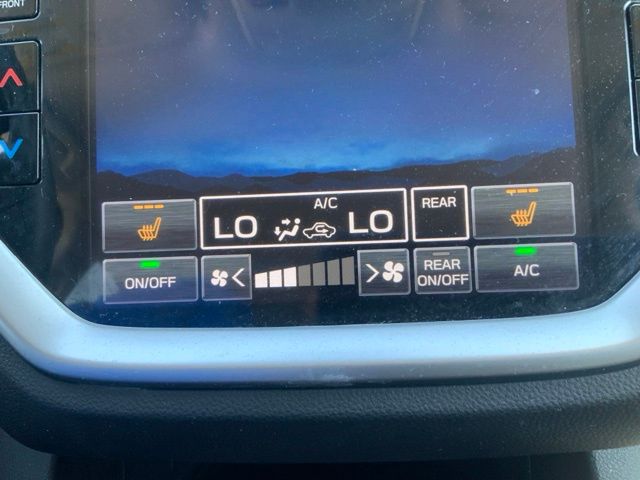 FRONT
A/C
REAR
LO
LO
ON/OFF
<
>
REAR
ON/OFF
A/C